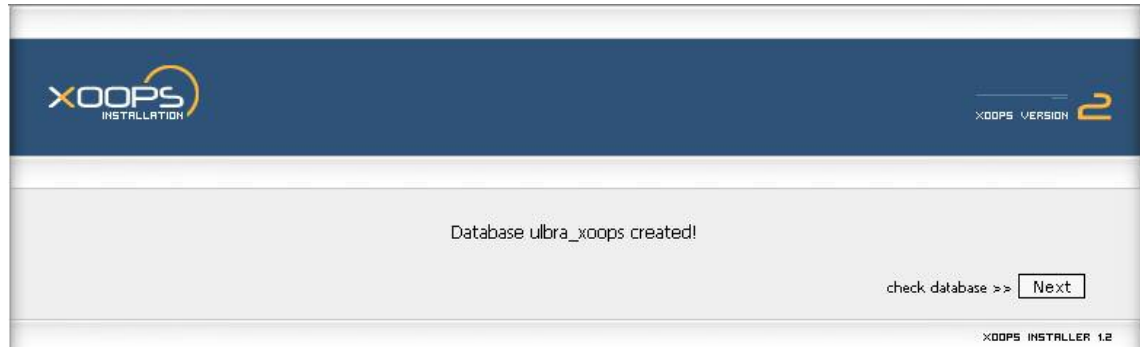 XOOPS
INSTALLATION
XOOPS VERSION 2
Database ulbra_xoops created!
check database >> Next
XOOPS INSTALLER 1.2